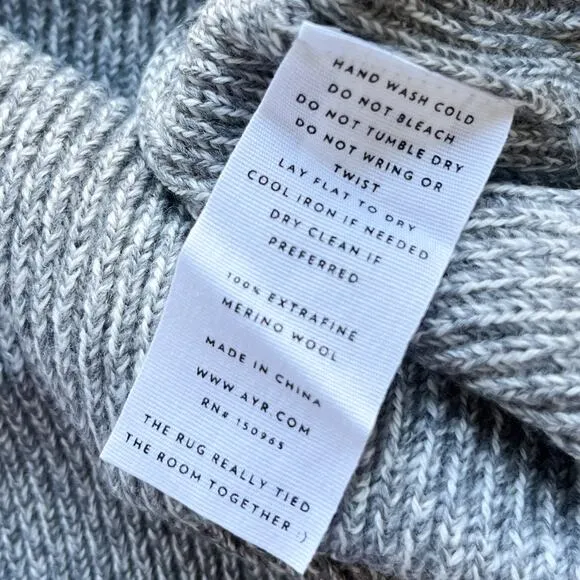 HAND WASH COLD
DO NOT BLEACH
DO NOT TUMBLE DRY
DO NOT WRING OR
TWIST
LAY FLAT TO DRY
COOL IRON IF NEEDED
DRY CLEAN IF
PREFERRED
100% EXTRAFINE
MERINO WOOL
MADE IN CHINA
WWW.AYR.COM
RN# 150965
THE RUG REALLY TIED
THE ROOM TOGETHER :)